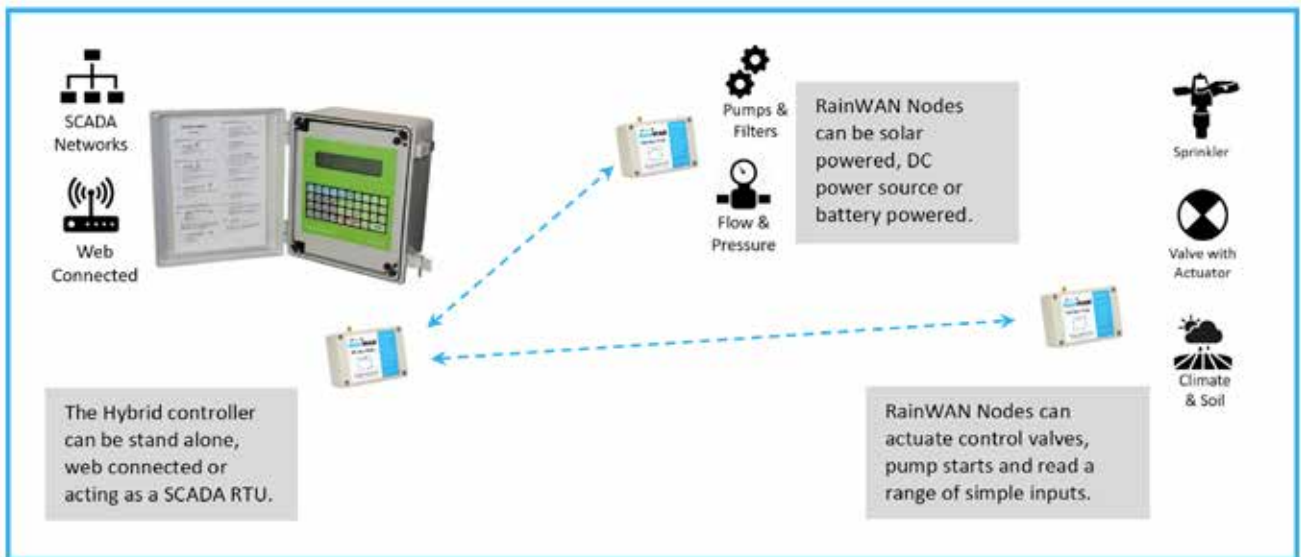 SCADA
Networks
Web
Connected
Pumps &
Filters
Flow &
Pressure
RainWAN Nodes
can be solar
powered, DC
power source or
battery powered.
Sprinkler
Valve with
Actuator
Climate
& Soil
The Hybrid controller
can be stand alone,
web connected or
acting as a SCADA RTU.
RainWAN Nodes can
actuate control valves,
pump starts and read a
range of simple inputs.